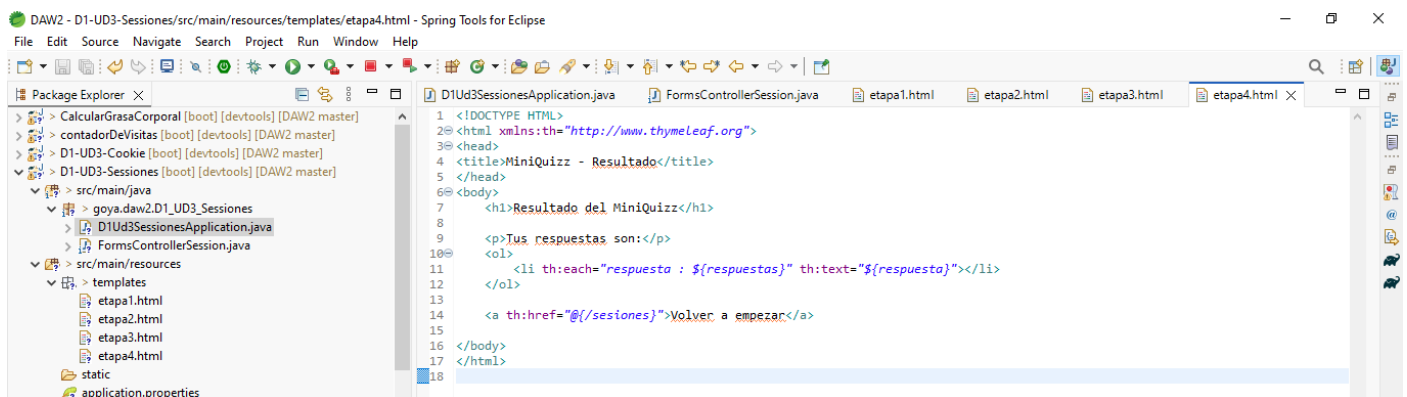 DAW2 - D1-UD3-Sessiones/src/main/resources/templates/etapa4.html - Spring Tools for Eclipse
File Edit Source Navigate Search Project Run Window Help
Package Explorer
D1Ud3SessionesApplication.java FormsControllerSession.java etapa1.html etapa2.html etapa3.html etapa4.html
> CalcularGrasaCorporal [boot] [devtools] [DAW2 master]
> contadorDeVisitas [boot] [devtools] [DAW2 master]
> D1-UD3-Cookie [boot] [devtools] [DAW2 master]
> D1-UD3-Sessiones [boot] [devtools] [DAW2 master]
> src/main/java
> goya.daw2.D1_UD3_Sessiones
D1Ud3SessionesApplication.java
FormsControllerSession.java
> src/main/resources
> templates
etapa1.html
etapa2.html
etapa3.html
etapa4.html
static
application.properties
1 <!DOCTYPE HTML>
2 <html xmlns:th="http://www.thymeleaf.org">
3 <head>
4 <title>MiniQuizz - Resultado</title>
5 </head>
6 <body>
7 <h1>Resultado del MiniQuizz</h1>
8
9 <p>Tus respuestas son:</p>
10 <ol>
11 <li th:each="respuesta : ${respuestas}" th:text="${respuesta}"></li>
12 </ol>
13
14 <a th:href="@{/sesiones}">Volver a empezar</a>
15
16 </body>
17 </html>
18